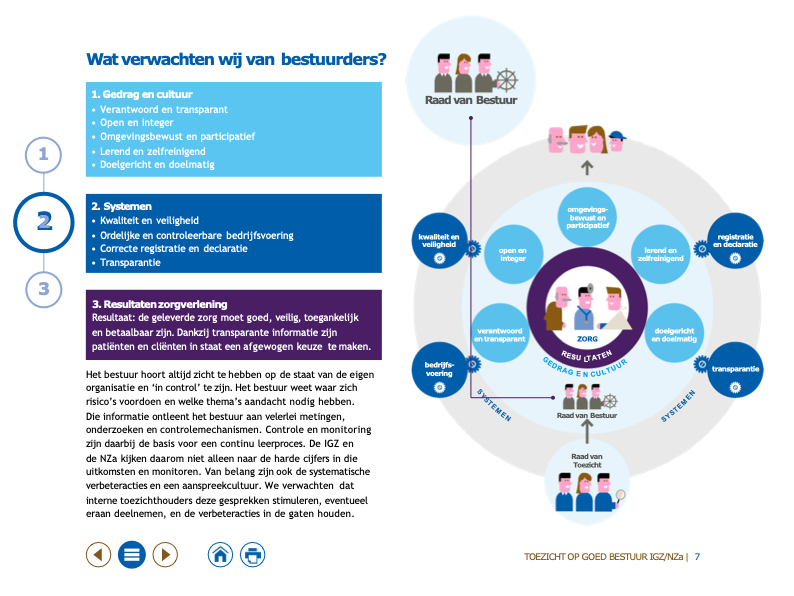 Wat verwachten wij van bestuurders?
1. Gedrag en cultuur
• Verantwoord en transparant
• Open en integer
• Omgevingsbewust en participatief
• Lerend en zelfreinigend
• Doelgericht en doelmatig
1
2
3
2. Systemen
• Kwaliteit en veiligheid
• Ordelijke en controleerbare bedrijfsvoering
• Correcte registratie en declaratie
• Transparantie
3. Resultaten zorgverlening
Resultaat: de geleverde zorg moet goed, veilig, toegankelijk
en betaalbaar zijn. Dankzij transparante informatie zijn
patiënten en cliënten in staat een afgewogen keuze te maken.
Het bestuur hoort altijd zicht te hebben op de staat van de eigen
organisatie en ‘in control’ te zijn. Het bestuur weet waar zich
risico’s voordoen en welke thema’s aandacht nodig hebben.
Die informatie ontleent het bestuur aan velerlei metingen,
onderzoeken en controlemechanismen. Controle en monitoring
zijn daarbij de basis voor een continu leerproces. De IGZ en
de NZa kijken daarom niet alleen naar de harde cijfers in die
uitkomsten en monitoren. Van belang zijn ook de systematische
verbeteracties en een aanspreekcultuur. We verwachten dat
interne toezichthouders deze gesprekken stimuleren, eventueel
eraan deelnemen, en de verbeteracties in de gaten houden.
Raad van Bestuur
omgevings-
bewust en
participatief
kwaliteit en
veiligheid
open en
integer
lerend en
zelfreinigend
registratie
en declaratie
ZORG
verantwoord
en transparant
doelgericht
en doelmatig
RESULTATEN
GEDRAG EN CULTUUR
bedrijfs-
voering
transparantie
SYSTEMEN
SYSTEMEN
Raad van Bestuur
Raad van
Toezicht
TOEZICHT OP GOED BESTUUR IGZ/NZa | 7